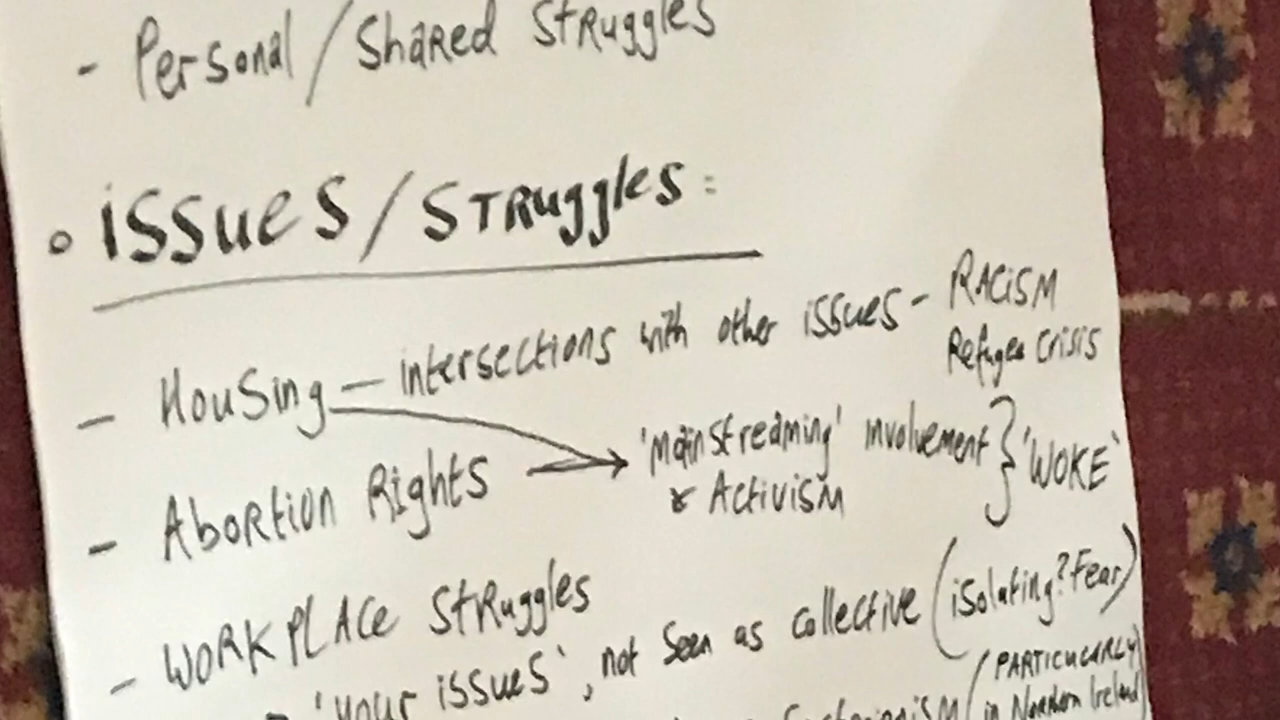 - Personal / Shared Struggles
◦ ISSUES / STRUGGLES:
- Housing — intersections with other issues - RACISM
Refugee Crisis
'mainstreaming' involvement } 'WOKE'
- Abortion Rights → & Activism
- WORKPLACE Struggles
- 'your issues', not seen as collective (isolating? Fear)
Sectarianism (PARTICULARLY
in Northern Ireland